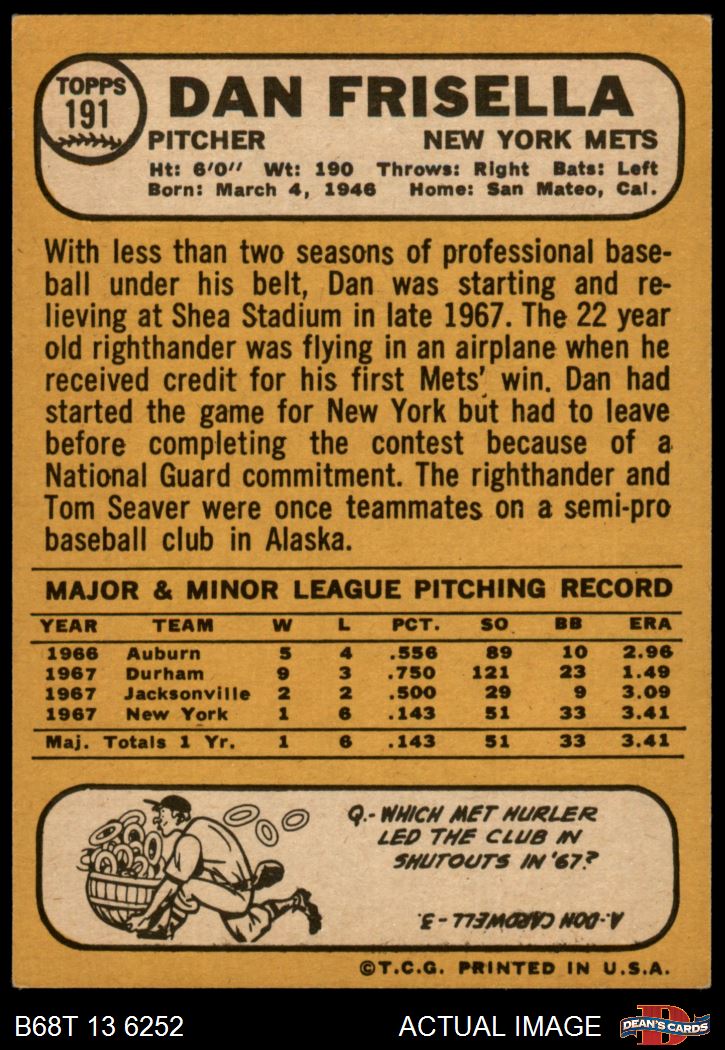 TOPPS
191
DAN FRISELLA
PITCHER NEW YORK METS
Ht: 6'0" Wt: 190 Throws: Right Bats: Left
Born: March 4, 1946 Home: San Mateo, Cal.
With less than two seasons of professional base-
ball under his belt, Dan was starting and re-
lieving at Shea Stadium in late 1967. The 22 year
old righthander was flying in an airplane when he
received credit for his first Mets' win. Dan had
started the game for New York but had to leave
before completing the contest because of a
National Guard commitment. The righthander and
Tom Seaver were once teammates on a semi-pro
baseball club in Alaska.
MAJOR & MINOR LEAGUE PITCHING RECORD
YEAR TEAM W L PCT. SO BB ERA
1966 Auburn 5 4 .556 89 10 2.96
1967 Durham 9 3 .750 121 23 1.49
1967 Jacksonville 2 2 .500 29 9 3.09
1967 New York 1 6 .143 51 33 3.41
Maj. Totals 1 Yr. 1 6 .143 51 33 3.41
Q.-WHICH MET HURLER
LED THE CLUB IN
SHUTOUTS IN '67?
A.-DON CARDWELL-3.
©T.C.G. PRINTED IN U.S.A.
B68T 13 6252 ACTUAL IMAGE
D
DEAN'S CARDS